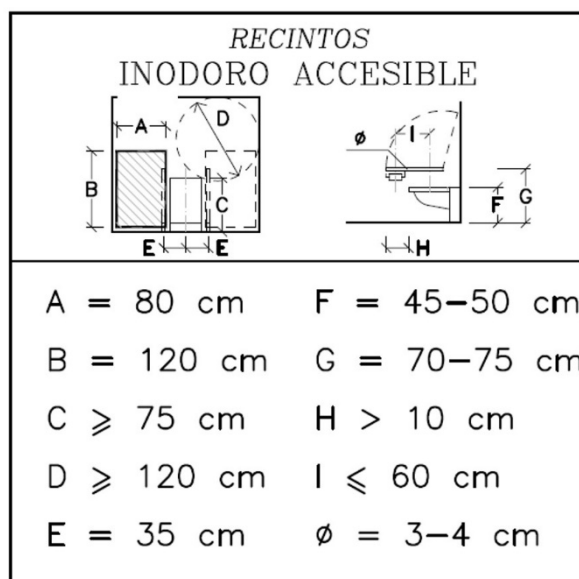 RECINTOS
INODORO ACCESIBLE
A
D
ø
I
B
C
F
G
E
E
H
A = 80 cm
F = 45-50 cm
B = 120 cm
G = 70-75 cm
C ⩾ 75 cm
H > 10 cm
D ⩾ 120 cm
I ⩽ 60 cm
E = 35 cm
ø = 3-4 cm